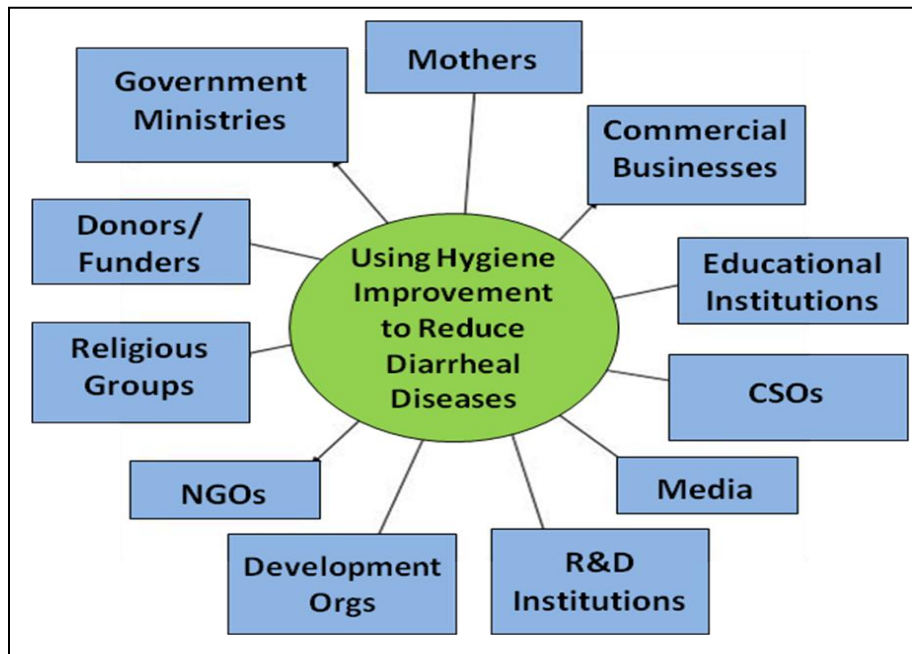 Mothers
Government
Ministries
Commercial
Businesses
Donors/
Funders
Using Hygiene
Improvement
to Reduce
Diarrheal
Diseases
Educational
Institutions
Religious
Groups
CSOs
NGOs
Media
Development
Orgs
R&D
Institutions